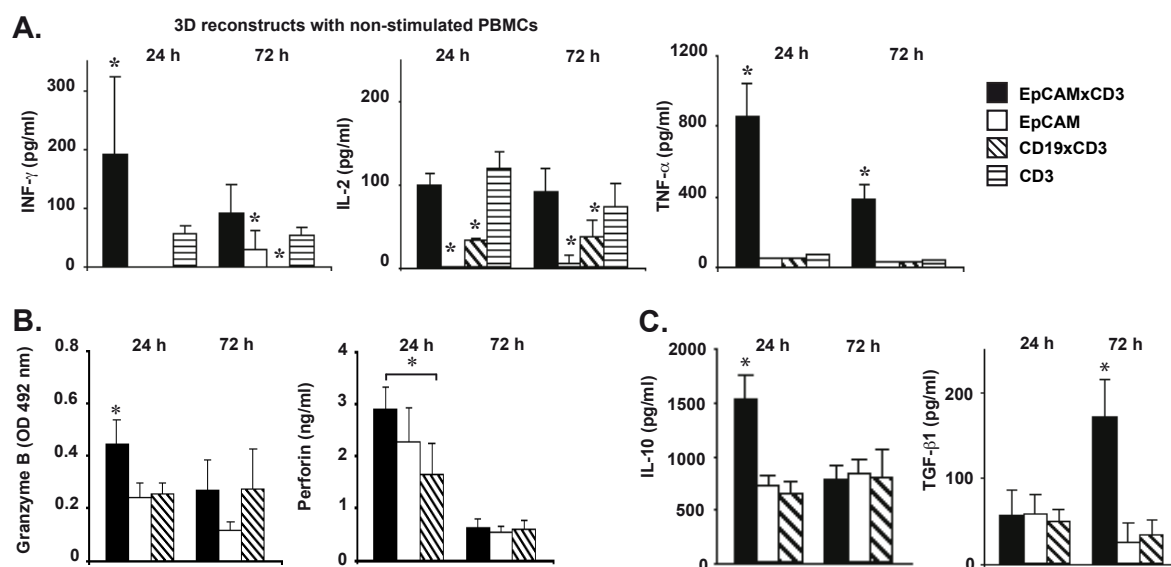 A.
3D reconstructs with non-stimulated PBMCs
24 h 72 h
INF-γ (pg/ml)
300
200
100
0
* * *
24 h 72 h
IL-2 (pg/ml)
200
100
0
* * * *
24 h 72 h
TNF-α (pg/ml)
1200
800
400
0
* *
EpCAMxCD3
EpCAM
CD19xCD3
CD3
B.
24 h 72 h
Granzyme B (OD 492 nm)
0.8
0.6
0.4
0.2
0
*
24 h 72 h
Perforin (ng/ml)
4
3
2
1
0
*
C.
24 h 72 h
IL-10 (pg/ml)
2000
1500
1000
500
0
*
24 h 72 h
TGF-β1 (pg/ml)
200
100
0
*